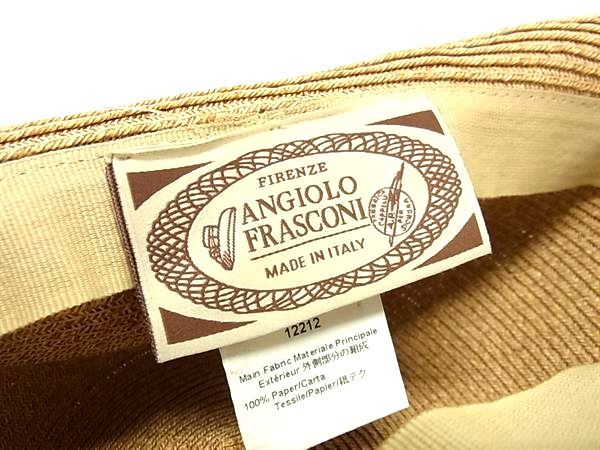 FIRENZE
ANGIOLO
FRASCONI
MADE IN ITALY
12212
Main Fabric Materiale Principale
Extérieur 外側部分の組成
100% Paper/Carta
Tessile/Papier/紙テク